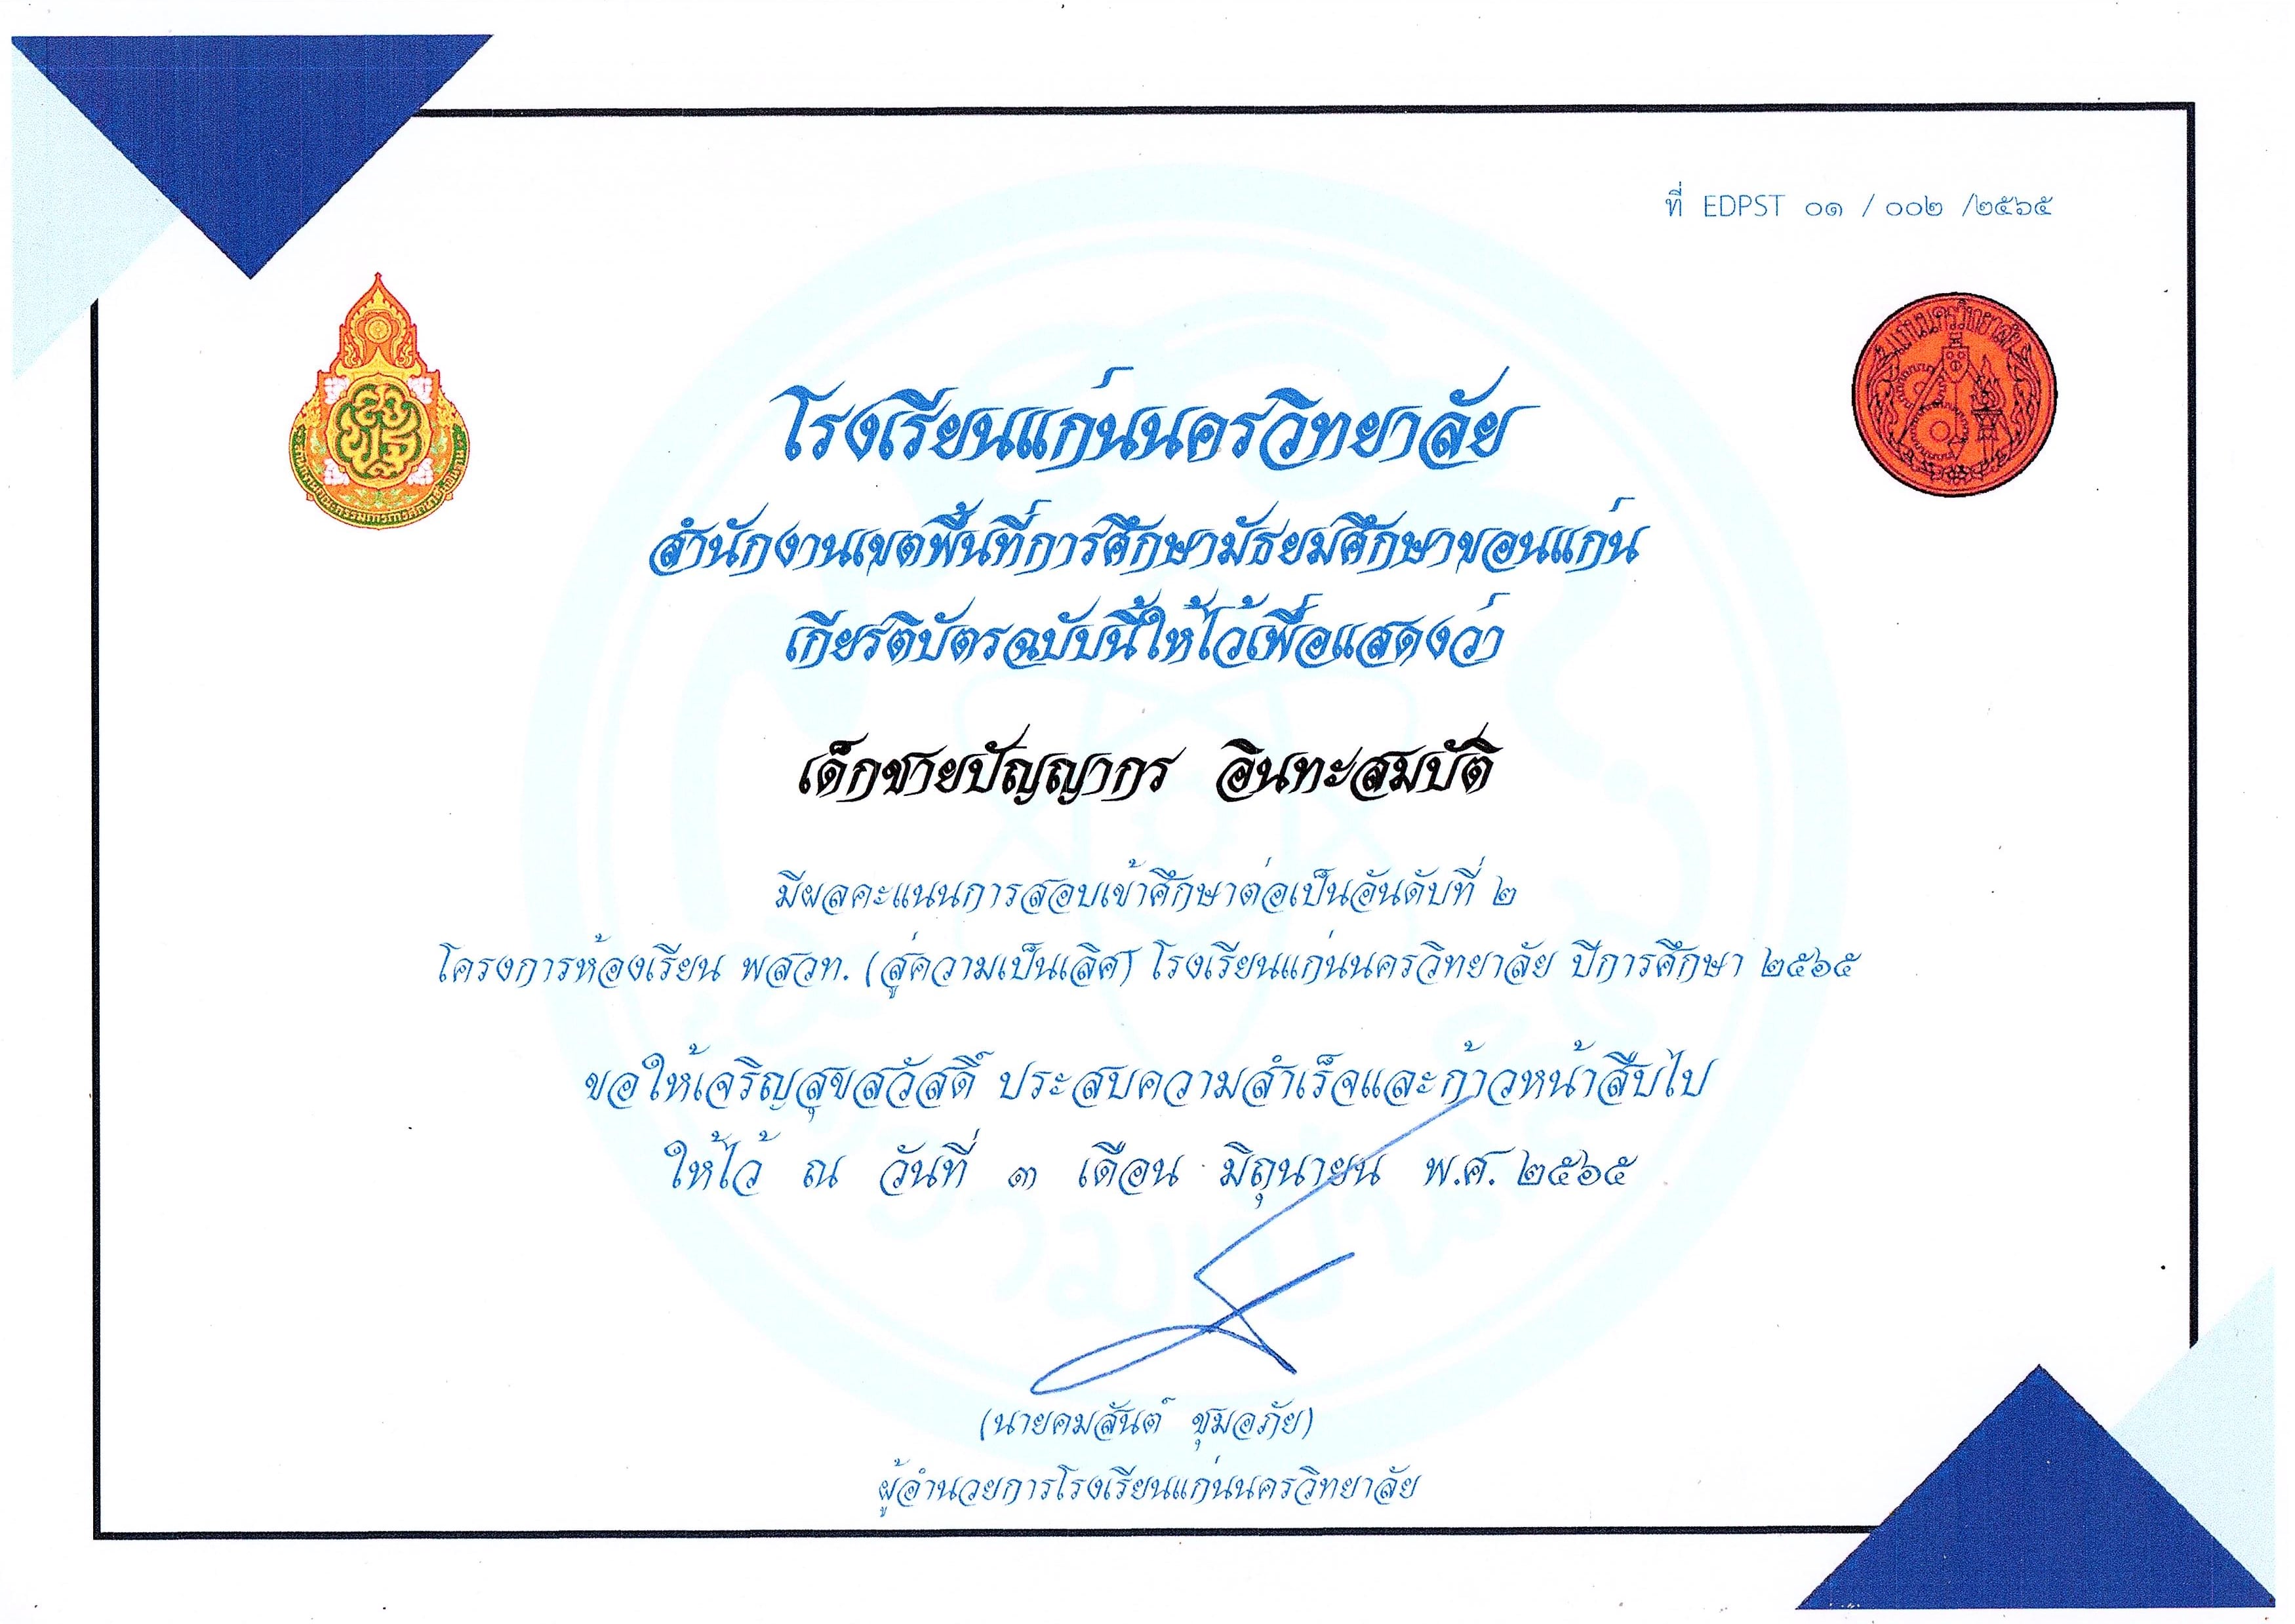 ที่ EDPST ๐๑ / ๐๐๒ /๒๕๖๕
แก่นนครวิทยาลัย
โรงเรียนแก่นนครวิทยาลัย
สำนักงานเขตพื้นที่การศึกษามัธยมศึกษาขอนแก่น
เกียรติบัตรฉบับนี้ให้ไว้เพื่อแสดงว่า
เด็กชายปัญญากร อินทะสมบัติ
มีผลคะแนนการสอบเข้าศึกษาต่อเป็นอันดับที่ ๒
โครงการห้องเรียน พสวท. (สู่ความเป็นเลิศ) โรงเรียนแก่นนครวิทยาลัย ปีการศึกษา ๒๕๖๕
ขอให้เจริญสุขสวัสดิ์ ประสบความสำเร็จและก้าวหน้าสืบไป
ให้ไว้ ณ วันที่ ๓ เดือน มิถุนายน พ.ศ. ๒๕๖๕
(นายคมสันต์ ชุมอภัย)
ผู้อำนวยการโรงเรียนแก่นนครวิทยาลัย